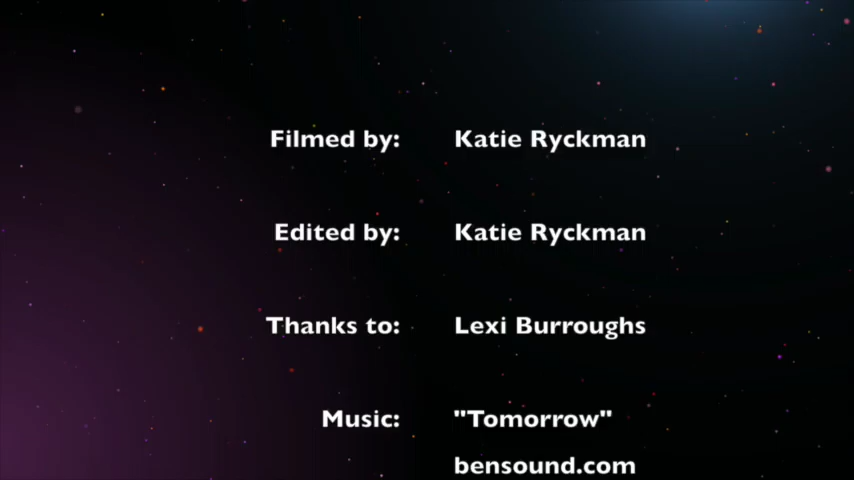 Filmed by: Katie Ryckman
Edited by: Katie Ryckman
Thanks to: Lexi Burroughs
Music: "Tomorrow"
bensound.com